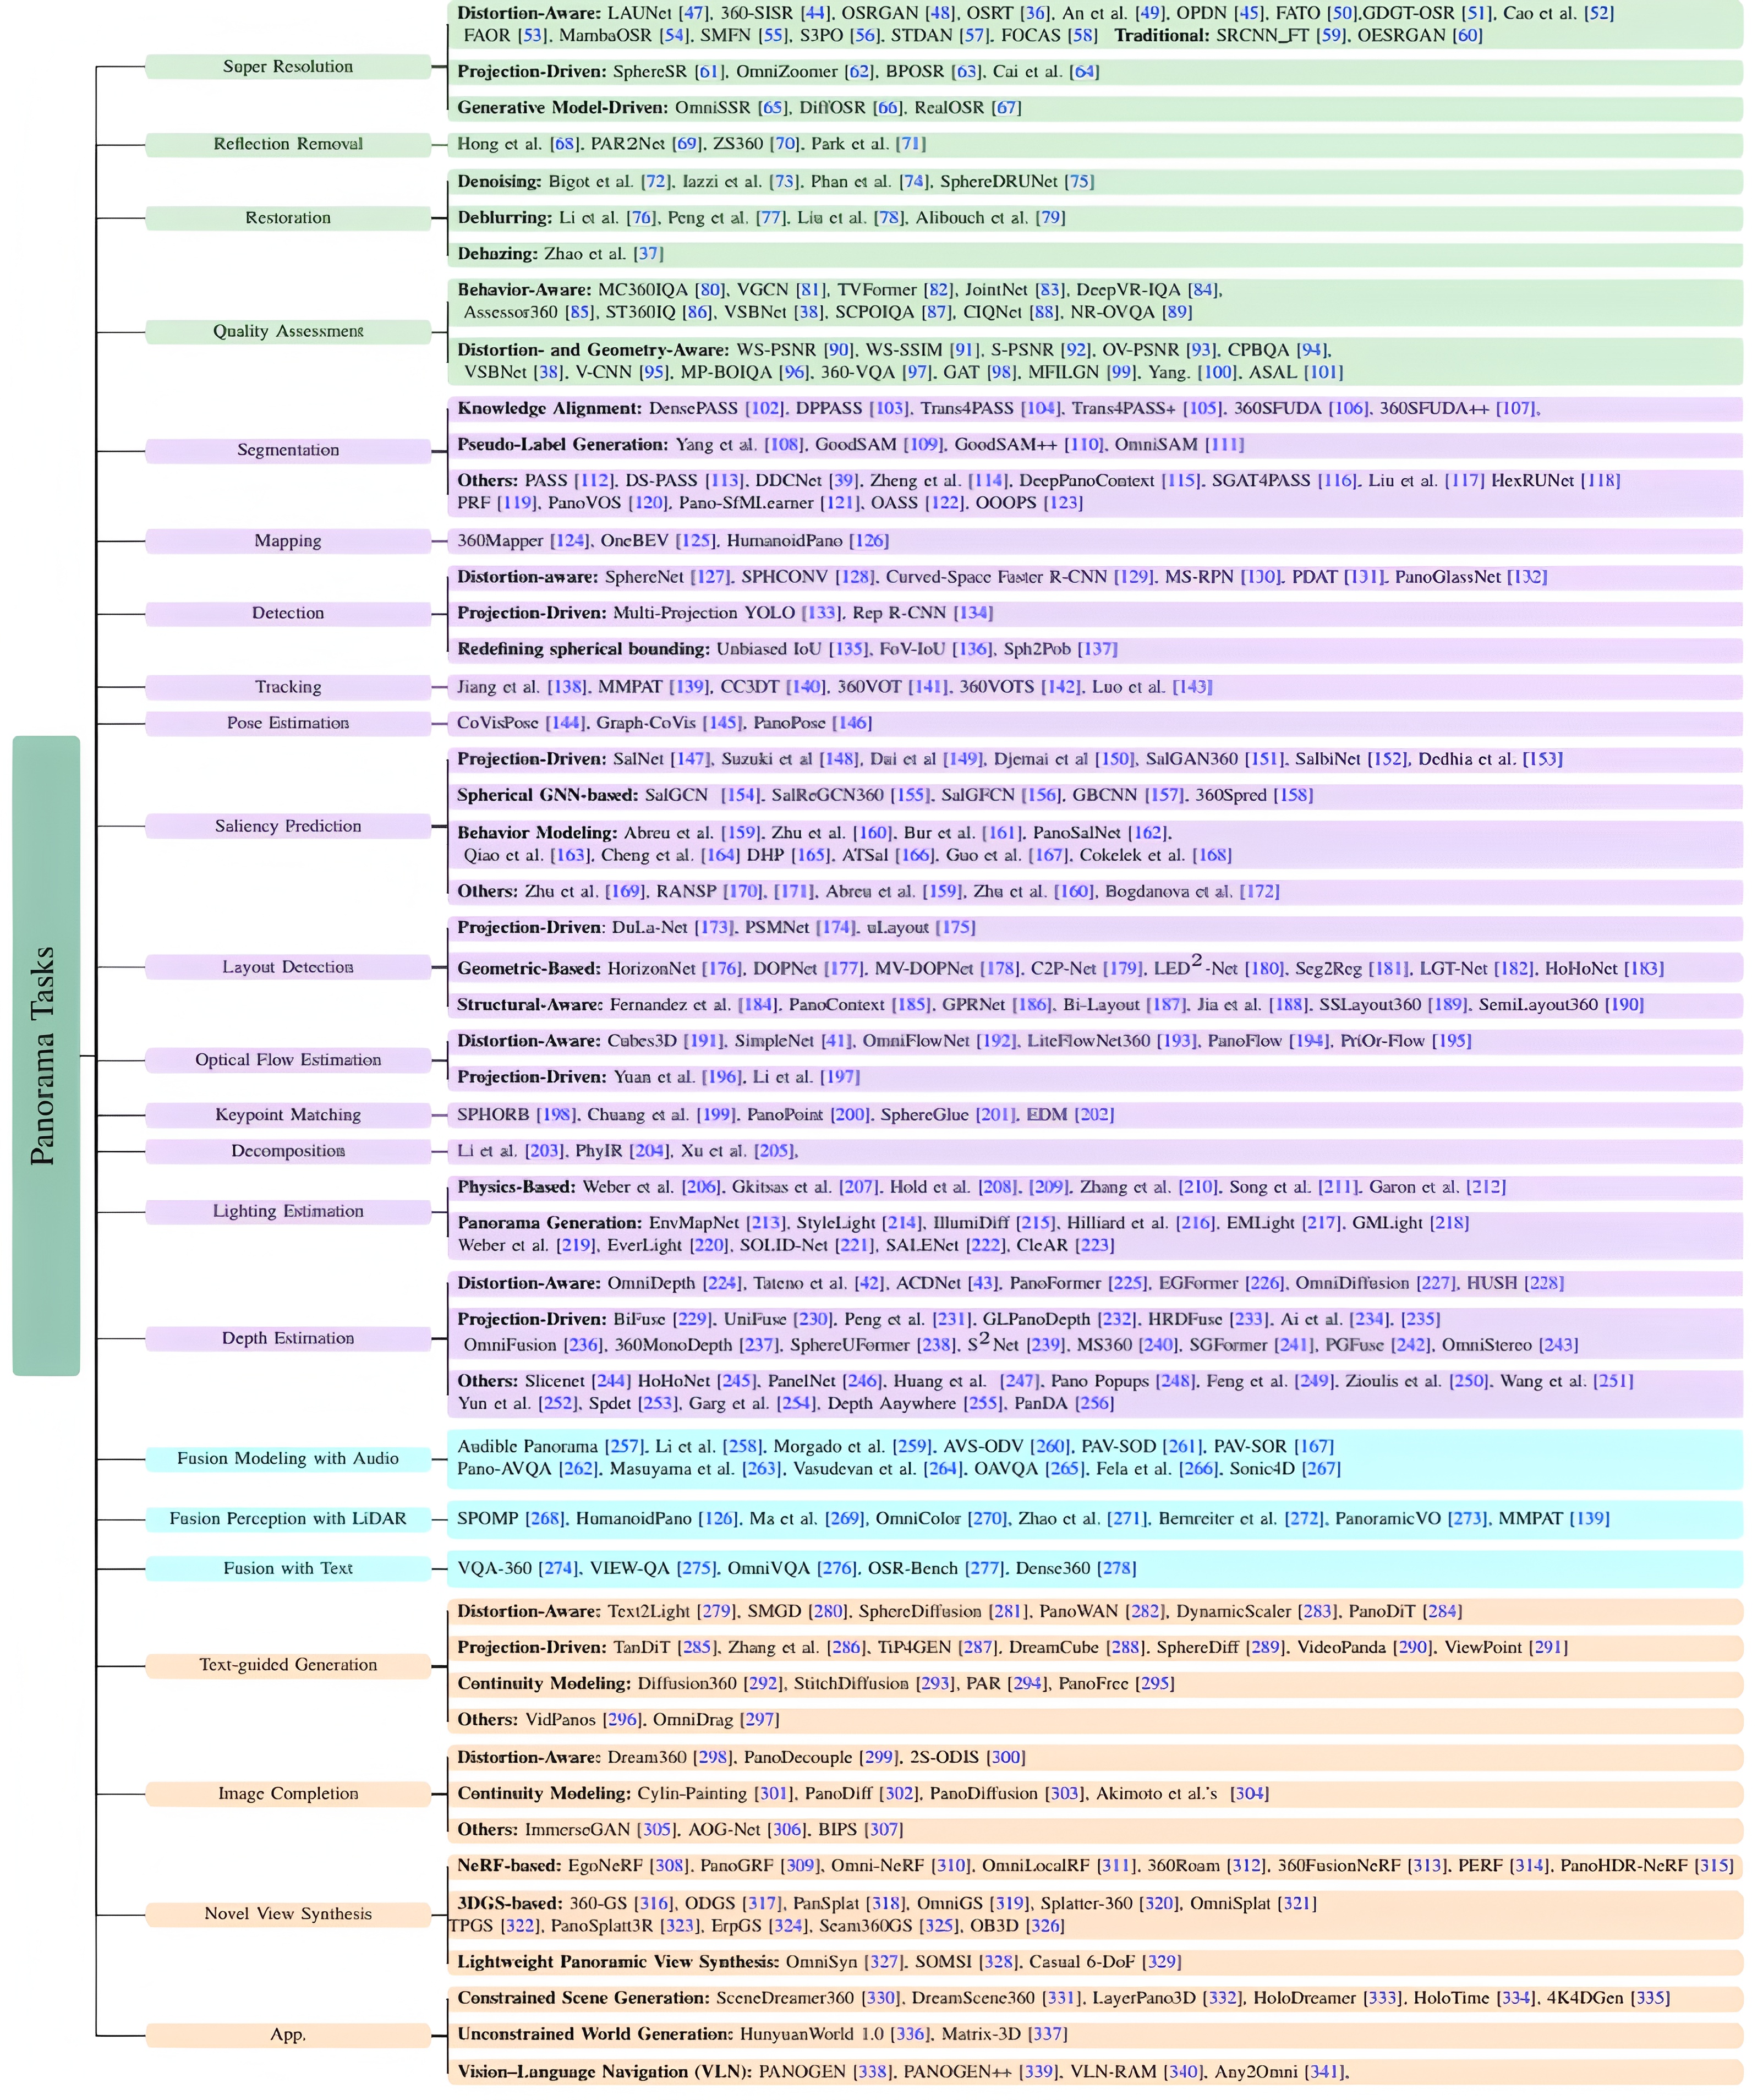 Panorama Tasks
Super Resolution
Distortion-Aware: LAUNet [47], 360-SISR [44], OSRGAN [48], OSRT [36], An et al. [49], OPDN [45], FATO [50],GDGT-OSR [51], Cao et al. [52]
FAOR [53], MambaOSR [54], SMFN [55], S3PO [56], STDAN [57], FOCAS [58] Traditional: SRCNN_FT [59], OESRGAN [60]
Projection-Driven: SphereSR [61], OmniZoomer [62], BPOSR [63], Cai et al. [64]
Generative Model-Driven: OmniSSR [65], DiffOSR [66], RealOSR [67]
Reflection Removal
Hong et al. [68], PAR2Net [69], ZS360 [70], Park et al. [71]
Restoration
Denoising: Bigot et al. [72], Iazzi et al. [73], Phan et al. [74], SphereDRUNet [75]
Deblurring: Li et al. [76], Peng et al. [77], Liu et al. [78], Alibouch et al. [79]
Dehazing: Zhao et al. [37]
Quality Assessment
Behavior-Aware: MC360IQA [80], VGCN [81], TVFormer [82], JointNet [83], DeepVR-IQA [84],
Assessor360 [85], ST360IQ [86], VSBNet [38], SCPOIQA [87], CIQNet [88], NR-OVQA [89]
Distortion- and Geometry-Aware: WS-PSNR [90], WS-SSIM [91], S-PSNR [92], OV-PSNR [93], CPBQA [94],
VSBNet [38], V-CNN [95], MP-BOIQA [96], 360-VQA [97], GAT [98], MFILGN [99], Yang. [100], ASAL [101]
Segmentation
Knowledge Alignment: DensePASS [102], DPPASS [103], Trans4PASS [104], Trans4PASS+ [105], 360SFUDA [106], 360SFUDA++ [107],
Pseudo-Label Generation: Yang et al. [108], GoodSAM [109], GoodSAM++ [110], OmniSAM [111]
Others: PASS [112], DS-PASS [113], DDCNet [39], Zheng et al. [114], DeepPanoContext [115], SGAT4PASS [116], Liu et al. [117] HexRUNet [118]
PRF [119], PanoVOS [120], Pano-SfMLearner [121], OASS [122], OOOPS [123]
Mapping
360Mapper [124], OneBEV [125], HumanoidPano [126]
Detection
Distortion-aware: SphereNet [127], SPHCONV [128], Curved-Space Faster R-CNN [129], MS-RPN [130], PDAT [131], PanoGlassNet [132]
Projection-Driven: Multi-Projection YOLO [133], Rep R-CNN [134]
Redefining spherical bounding: Unbiased IoU [135], FoV-IoU [136], Sph2Pob [137]
Tracking
Jiang et al. [138], MMPAT [139], CC3DT [140], 360VOT [141], 360VOTS [142], Luo et al. [143]
Pose Estimation
CoVisPose [144], Graph-CoVis [145], PanoPose [146]
Saliency Prediction
Projection-Driven: SalNet [147], Suzuki et al [148], Dai et al [149], Djemai et al [150], SalGAN360 [151], SalbiNet [152], Dedhia et al. [153]
Spherical GNN-based: SalGCN [154], SalReGCN360 [155], SalGFCN [156], GBCNN [157], 360Spred [158]
Behavior Modeling: Abreu et al. [159], Zhu et al. [160], Bur et al. [161], PanoSalNet [162],
Qiao et al. [163], Cheng et al. [164] DHP [165], ATSal [166], Guo et al. [167], Cokelek et al. [168]
Others: Zhu et al. [169], RANSP [170], [171], Abreu et al. [159], Zhu et al. [160], Bogdanova et al. [172]
Layout Detection
Projection-Driven: DuLa-Net [173], PSMNet [174], uLayout [175]
Geometric-Based: HorizonNet [176], DOPNet [177], MV-DOPNet [178], C2P-Net [179], LED²-Net [180], Seg2Reg [181], LGT-Net [182], HoHoNet [183]
Structural-Aware: Fernandez et al. [184], PanoContext [185], GPRNet [186], Bi-Layout [187], Jia et al. [188], SSLayout360 [189], SemiLayout360 [190]
Optical Flow Estimation
Distortion-Aware: Cubes3D [191], SimpleNet [41], OmniFlowNet [192], LiteFlowNet360 [193], PanoFlow [194], PriOr-Flow [195]
Projection-Driven: Yuan et al. [196], Li et al. [197]
Keypoint Matching
SPHORB [198], Chuang et al. [199], PanoPoint [200], SphereGlue [201], EDM [202]
Decomposition
Li et al. [203], PhyIR [204], Xu et al. [205],
Lighting Estimation
Physics-Based: Weber et al. [206], Gkitsas et al. [207], Hold et al. [208], [209], Zhang et al. [210], Song et al. [211], Garon et al. [212]
Panorama Generation: EnvMapNet [213], StyleLight [214], IllumiDiff [215], Hilliard et al. [216], EMLight [217], GMLight [218]
Weber et al. [219], EverLight [220], SOLID-Net [221], SALENet [222], CleAR [223]
Depth Estimation
Distortion-Aware: OmniDepth [224], Tateno et al. [42], ACDNet [43], PanoFormer [225], EGFormer [226], OmniDiffusion [227], HUSH [228]
Projection-Driven: BiFuse [229], UniFuse [230], Peng et al. [231], GLPanoDepth [232], HRDFuse [233], Ai et al. [234], [235]
OmniFusion [236], 360MonoDepth [237], SphereUFormer [238], S²Net [239], MS360 [240], SGFormer [241], PGFuse [242], OmniStereo [243]
Others: Slicenet [244] HoHoNet [245], PanelNet [246], Huang et al. [247], Pano Popups [248], Feng et al. [249], Zioulis et al. [250], Wang et al. [251]
Yun et al. [252], Spdet [253], Garg et al. [254], Depth Anywhere [255], PanDA [256]
Fusion Modeling with Audio
Audible Panorama [257], Li et al. [258], Morgado et al. [259], AVS-ODV [260], PAV-SOD [261], PAV-SOR [167]
Pano-AVQA [262], Masuyama et al. [263], Vasudevan et al. [264], OAVQA [265], Fela et al. [266], Sonic4D [267]
Fusion Perception with LiDAR
SPOMP [268], HumanoidPano [126], Ma et al. [269], OmniColor [270], Zhao et al. [271], Bernreiter et al. [272], PanoramicVO [273], MMPAT [139]
Fusion with Text
VQA-360 [274], VIEW-QA [275], OmniVQA [276], OSR-Bench [277], Dense360 [278]
Text-guided Generation
Distortion-Aware: Text2Light [279], SMGD [280], SphereDiffusion [281], PanoWAN [282], DynamicScaler [283], PanoDiT [284]
Projection-Driven: TanDiT [285], Zhang et al. [286], TiP4GEN [287], DreamCube [288], SphereDiff [289], VideoPanda [290], ViewPoint [291]
Continuity Modeling: Diffusion360 [292], StitchDiffusion [293], PAR [294], PanoFree [295]
Others: VidPanos [296], OmniDrag [297]
Image Completion
Distortion-Aware: Dream360 [298], PanoDecouple [299], 2S-ODIS [300]
Continuity Modeling: Cylin-Painting [301], PanoDiff [302], PanoDiffusion [303], Akimoto et al.'s [304]
Others: ImmerseGAN [305], AOG-Net [306], BIPS [307]
Novel View Synthesis
NeRF-based: EgoNeRF [308], PanoGRF [309], Omni-NeRF [310], OmniLocalRF [311], 360Roam [312], 360FusionNeRF [313], PERF [314], PanoHDR-NeRF [315]
3DGS-based: 360-GS [316], ODGS [317], PanSplat [318], OmniGS [319], Splatter-360 [320], OmniSplat [321]
TPGS [322], PanoSplatt3R [323], ErpGS [324], Seam360GS [325], OB3D [326]
Lightweight Panoramic View Synthesis: OmniSyn [327], SOMSI [328], Casual 6-DoF [329]
App.
Constrained Scene Generation: SceneDreamer360 [330], DreamScene360 [331], LayerPano3D [332], HoloDreamer [333], HoloTime [334], 4K4DGen [335]
Unconstrained World Generation: HunyuanWorld 1.0 [336], Matrix-3D [337]
Vision–Language Navigation (VLN): PANOGEN [338], PANOGEN++ [339], VLN-RAM [340], Any2Omni [341],